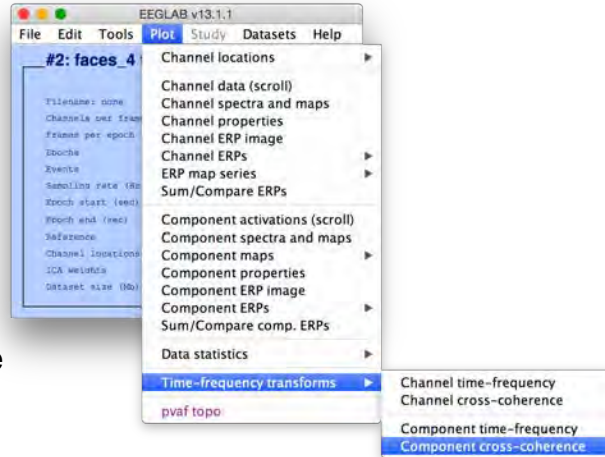 EEGLAB v13.1.1
File Edit Tools Plot Study Datasets Help
#2: faces_4
Filename: none
Channels per fram
Frames per epoch
Epochs
Events
Sampling rate (Hz
Epoch start (sec)
Epoch end (sec)
Reference
Channel locations
ICA weights
Dataset size (Mb)
Channel locations
Channel data (scroll)
Channel spectra and maps
Channel properties
Channel ERP image
Channel ERPs
ERP map series
Sum/Compare ERPs
Component activations (scroll)
Component spectra and maps
Component maps
Component properties
Component ERP image
Component ERPs
Sum/Compare comp. ERPs
Data statistics
Time-frequency transforms
pvaf topo
Channel time-frequency
Channel cross-coherence
Component time-frequency
Component cross-coherence
e